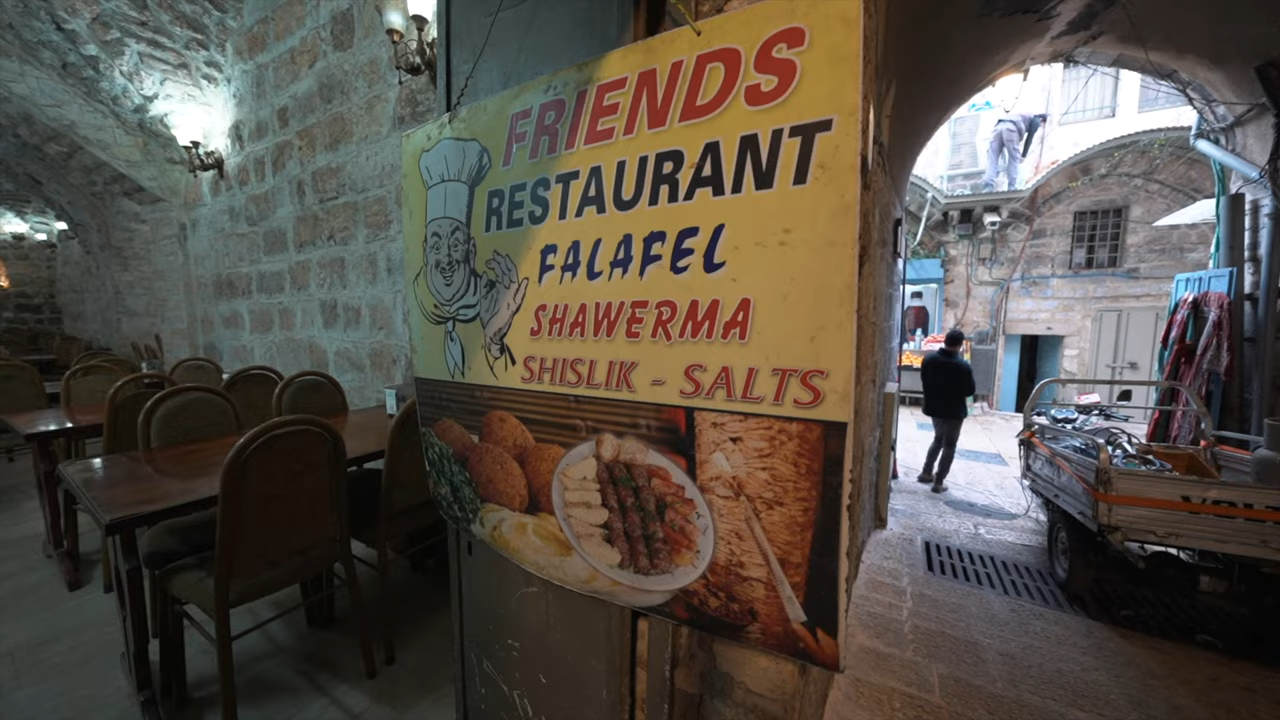 FRIENDS
RESTAURANT
FALAFEL
SHAWERMA
SHISLIK - SALTS